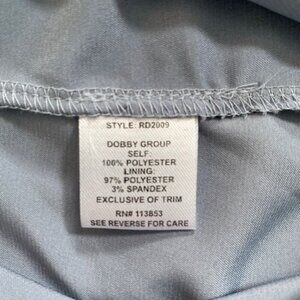 STYLE: RD2009
DOBBY GROUP
SELF:
100% POLYESTER
LINING:
97% POLYESTER
3% SPANDEX
EXCLUSIVE OF TRIM
RN# 113853
SEE REVERSE FOR CARE